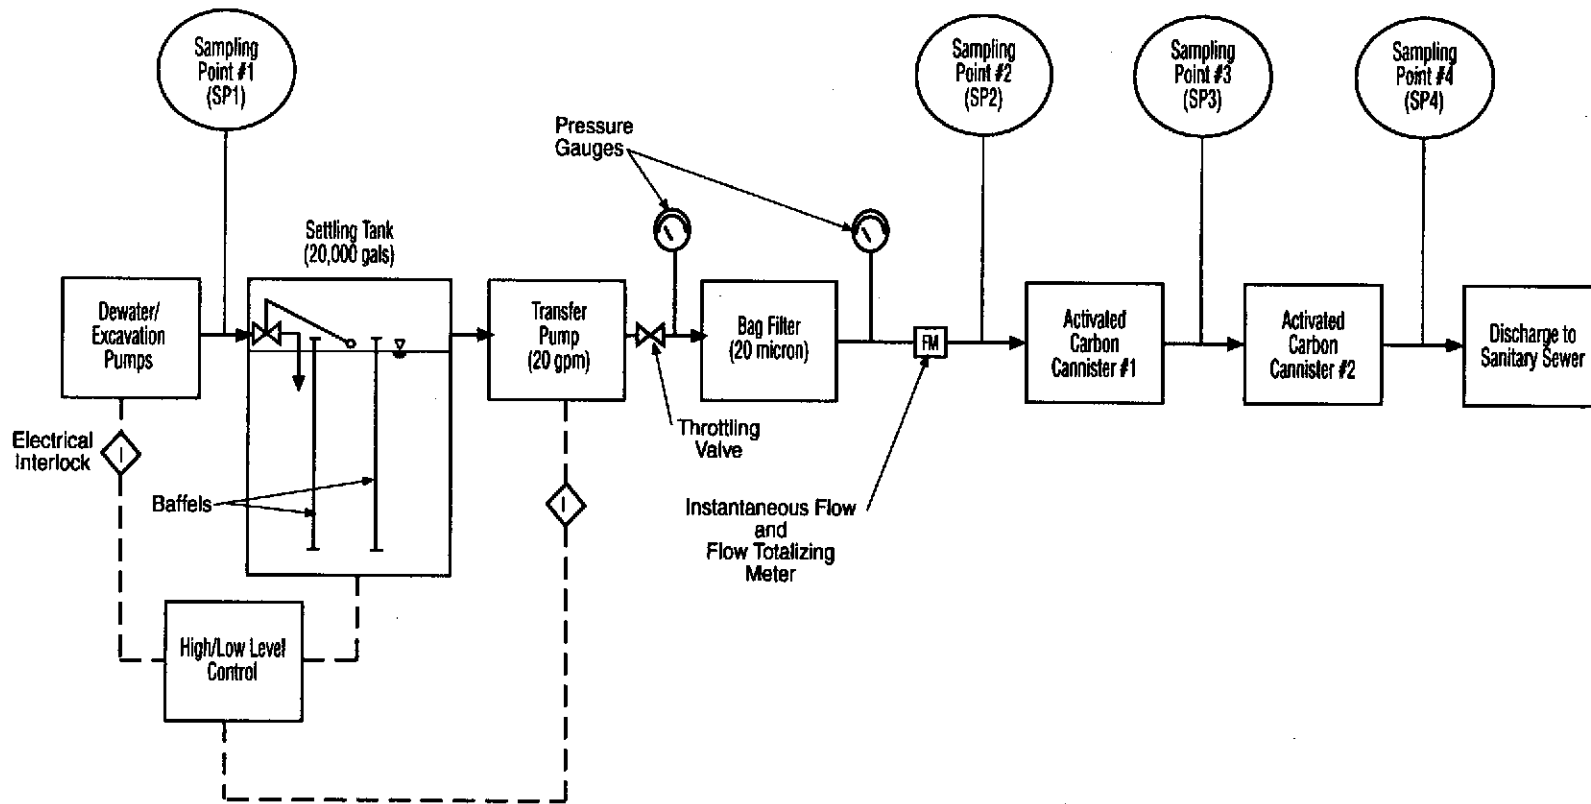 Sampling
Point #1
(SP1)
Sampling
Point #2
(SP2)
Sampling
Point #3
(SP3)
Sampling
Point #4
(SP4)
Pressure
Gauges
Settling Tank
(20,000 gals)
Dewater/
Excavation
Pumps
Transfer
Pump
(20 gpm)
Bag Filter
(20 micron)
FM
Activated
Carbon
Cannister #1
Activated
Carbon
Cannister #2
Discharge to
Sanitary Sewer
Electrical
Interlock
I
Baffels
Throttling
Valve
I
Instantaneous Flow
and
Flow Totalizing
Meter
High/Low Level
Control